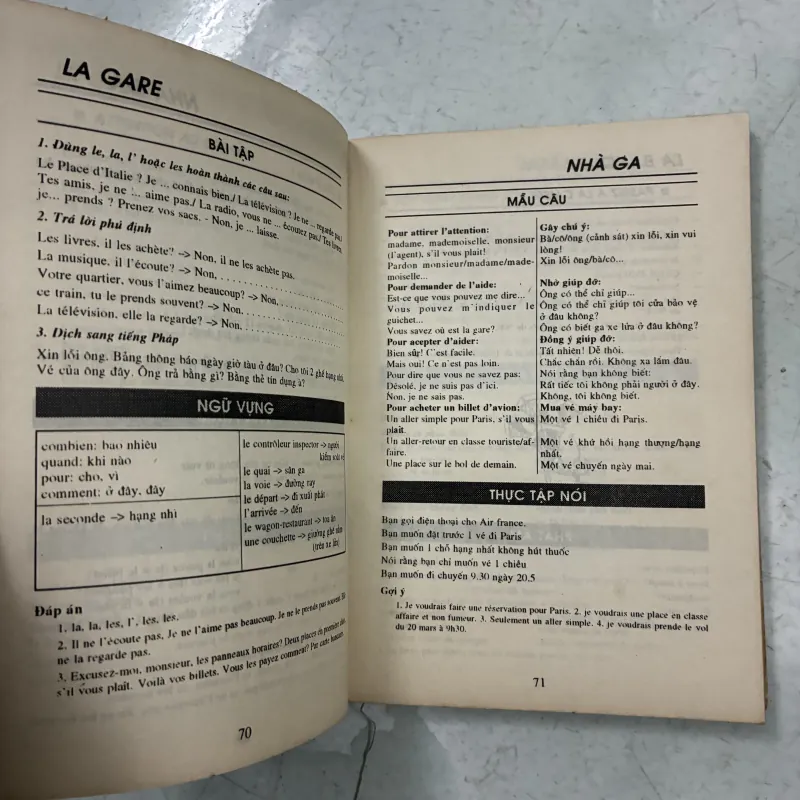 LA GARE
BÀI TẬP
1. Dùng le, la, l' hoặc les hoàn thành các câu sau:
Le Place d'Italie ? Je ... connais bien./ La télévision ? Je ne ... regarde pas./
Tes amis, je ne ... aime pas./ La radio, vous ne ... écoutez pas./ Tes livres,
je... prends ? Prenez vos sacs. - Non, je ... laisse.
2. Trả lời phủ định
Les livres, il les achète? –> Non, il ne les achète pas.
La musique, il l'écoute? –> Non, . . . . . . . . . . . . . . . . . .
Votre quartier, vous l'aimez beaucoup? –> Non, . . . . . . . . . . . .
ce train, tu le prends souvent? –> Non, . . . . . . . . . . . . . . .
La télévision, elle la regarde? –> Non, . . . . . . . . . . . . . . . .
3. Dịch sang tiếng Pháp
Xin lỗi ông. Bảng thông báo ngày giờ tàu ở đâu? Cho tôi 2 ghế hạng nhất.
Vé của ông đây. Ông trả bằng gì? Bằng thẻ tín dụng à?
NGỮ VỰNG
combien: bao nhiêu
quand: khi nào
pour: cho, vì
comment: ở đây, đây
la seconde –> hạng nhì
le contrôleur inspector –> người
kiểm soát vé
le quai –> sân ga
la voie –> đường ray
le départ –> đi xuất phát
l'arrivée –> đến
le wagon-restaurant –> toa ăn
une couchette –> giường ghế nằm
(trên xe lửa)
Đáp án
1. la, la, les, l', les, les.
2. Il ne l'écoute pas, Je ne l'aime pas beaucoup. Je ne le prends pas souvent.
ne la regarde pas.
3. Excusez-moi, monsieur, les panneaux horaires? Deux places en première
s'il vous plaît. Voilà vos billets. Vous les payez comment? Par carte
70
NHÀ GA
MẪU CÂU
Pour attirer l'attention:
madame, mademoiselle, monsieur
(l'agent), s'il vous plait!
Pardon monsieur/madame/made-
moiselle...
Pour demander de l'aide:
Est-ce que vous pouvez me dire...
Vous pouvez m'indiquer le
guichet...
Vous savez où est la gare?
Pour acepter d'aider:
Bien sûr! C'est facile.
Mais oui! Ce n'est pas loin.
Pour dire que vous ne savez pas:
Désolé, je ne suis pas d'ici.
Non, je ne sais pas.
Pour acheter un billet d'avion:
Un aller simple pour Paris, s'il vous
plaît.
Un aller-retour en classe touriste/af-
faire.
Une place sur le bol de demain.
Gây chú ý:
Bà/cô/ông (cảnh sát) xin lỗi, xin vui
lòng!
Xin lỗi ông/bà/cô...
Nhờ giúp đở:
Ông có thể chỉ giúp...
Ông có thể chỉ giúp tôi cửa bảo vệ
ở đâu?
Ông có biết ga xe lửa ở đâu không?
Đồng ý giúp đở:
Tất nhiên! Dễ thôi.
Chắc chắn rồi. Không xa lắm đâu.
Nói rằng bạn không biết:
Rất tiếc tôi không phải người ở đây.
Không, tôi không biết.
Mua vé máy bay:
Một vé 1 chiều đi Paris.
Một vé khứ hồi hạng thượng/hạng
nhất.
Một vé chuyến ngày mai.
THỰC TẬP NÓI
Bạn gọi điện thoại cho Air france.
Bạn muốn đặt trước 1 vé đi Paris
Bạn muốn 1 chỗ hạng nhất không hút thuốc
Nói rằng bạn chỉ muốn vé 1 chiều
Bạn muốn đi chuyến 9.30 ngày 20.5
Gợi ý
1. Je voudrais faire une réservation pour Paris. 2. je voudrais une place en classe
affaire et non fumeur. 3. Seulement un aller simple. 4. je voudrais prende le vol
du 20 mars à 9h30.
71